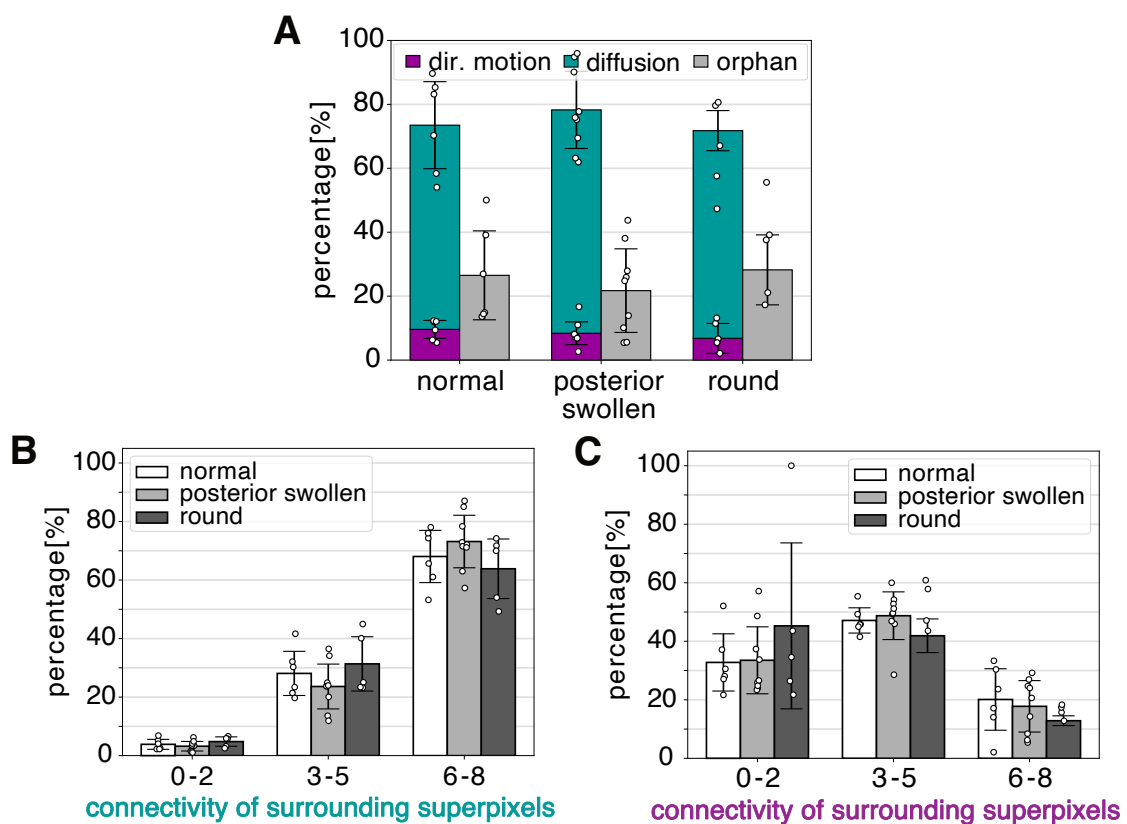 A
percentage[%]
100
80
60
40
20
0
dir. motion diffusion orphan
normal posterior swollen round
B
percentage[%]
100
80
60
40
20
0
normal
posterior swollen
round
0-2 3-5 6-8
connectivity of surrounding superpixels
C
percentage[%]
100
80
60
40
20
0
normal
posterior swollen
round
0-2 3-5 6-8
connectivity of surrounding superpixels